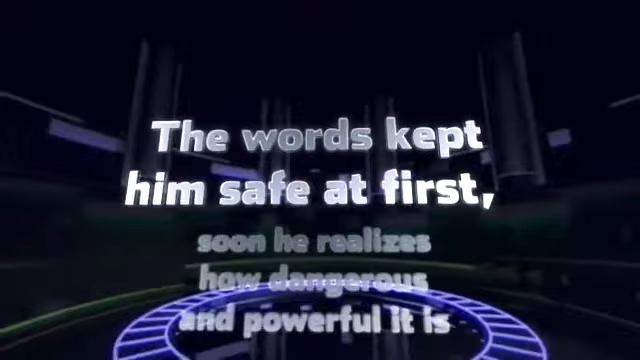 The words kept
him safe at first,
soon he realizes
how dangerous
and powerful it is